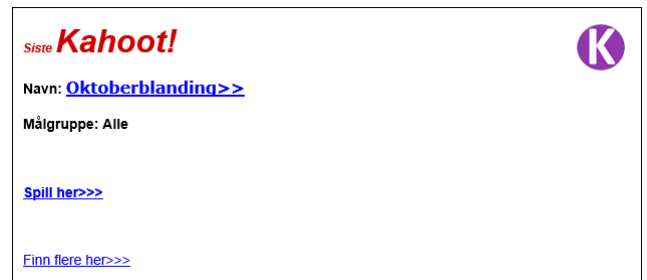 Siste Kahoot!
K
Navn: Oktoberblanding>>
Målgruppe: Alle
Spill her>>>
Finn flere her>>>